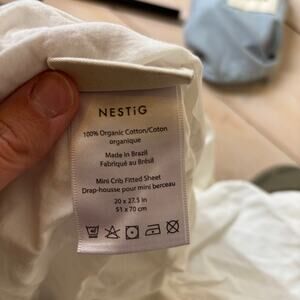 NESTiG
100% Organic Cotton/Coton
organique
Made in Brazil
Fabriqué au Brésil
Mini Crib Fitted Sheet
Drap-housse pour mini berceau
20 x 27.5 in
51 x 70 cm